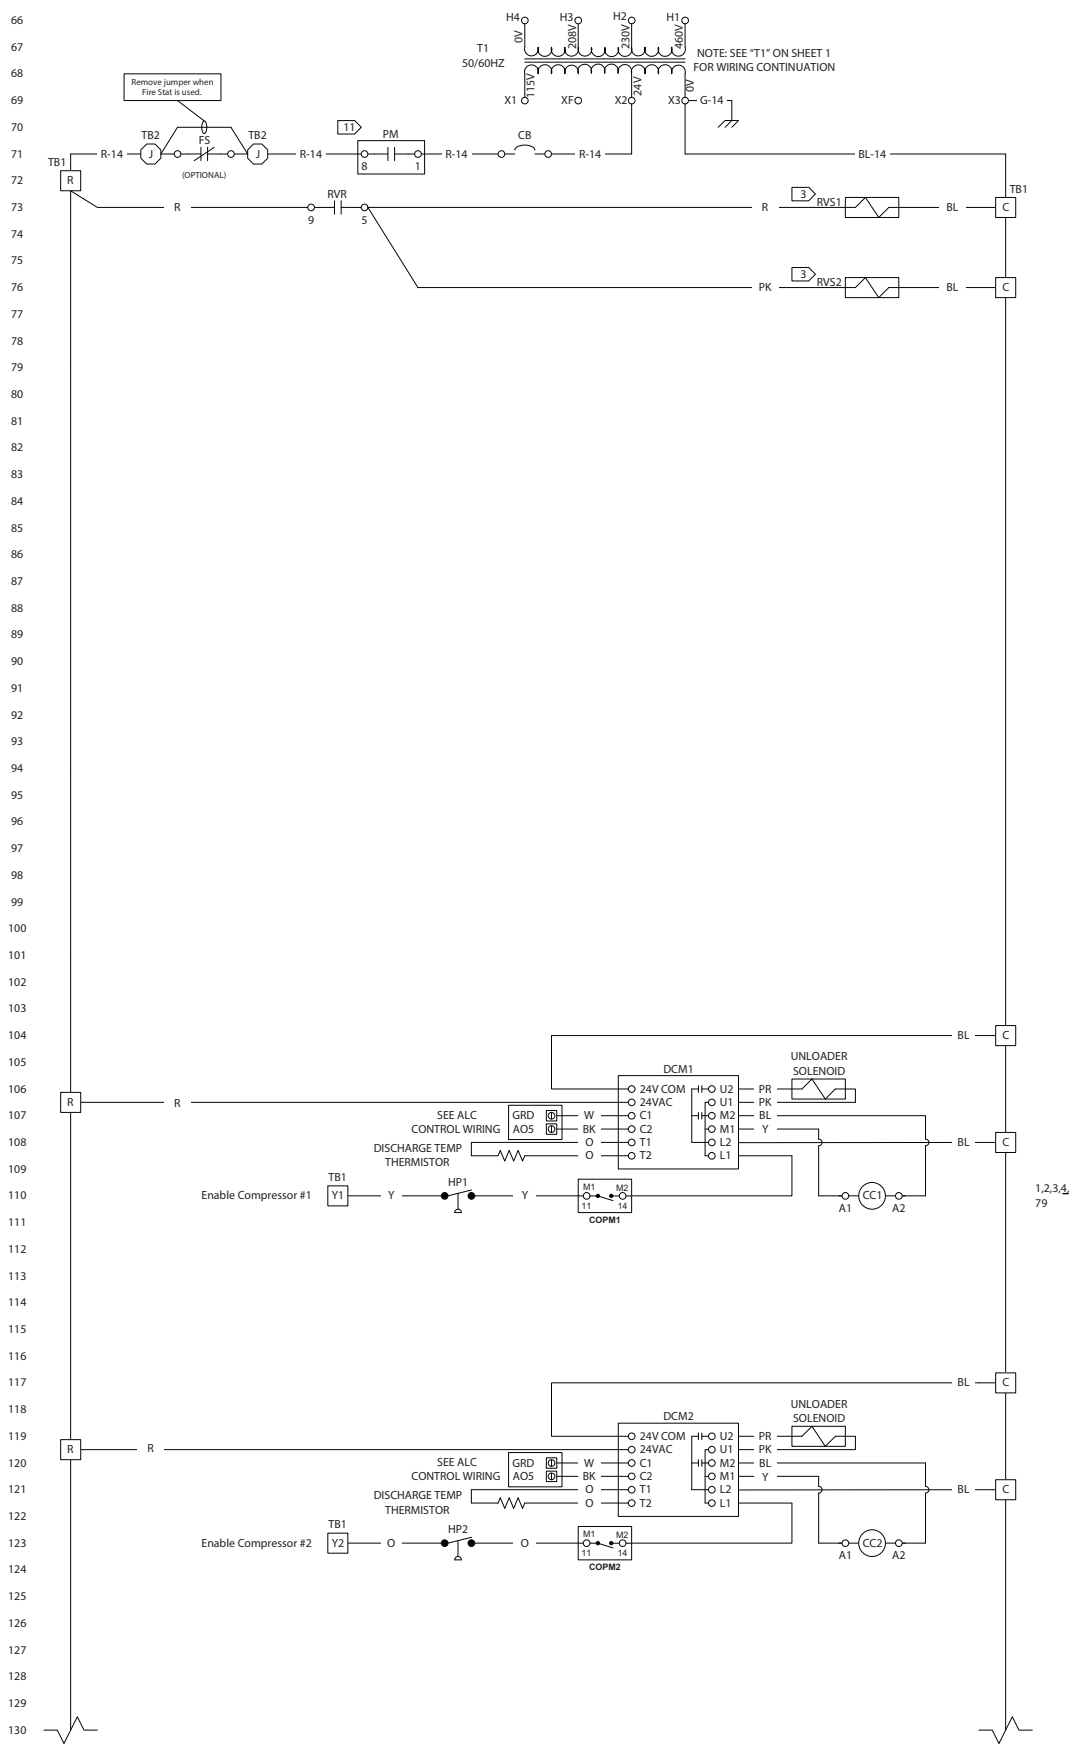 66 H4 H3 H2 H1
0V 208V 230V 460V
67 T1 NOTE: SEE "T1" ON SHEET 1
50/60HZ FOR WIRING CONTINUATION
68 Remove jumper when
Fire Stat is used.
115V 24V 0V
69 X1 XF X2 X3 G-14
70 TB2 FS TB2 11 PM CB
71 R-14 J J R-14 R-14 R-14 BL-14
TB1 (OPTIONAL) 8 1
72 R TB1
3
73 R RVR R RVS1 BL C
9 5
74
75
3
76 PK RVS2 BL C
77
78
79
80
81
82
83
84
85
86
87
88
89
90
91
92
93
94
95
96
97
98
99
100
101
102
103
104 BL C
105 DCM1 UNLOADER
SOLENOID
106 24V COM U2 PR
R R 24VAC U1 PK
107 SEE ALC GRD W C1 M2 BL
CONTROL WIRING AO5 BK C2 M1 Y
108 DISCHARGE TEMP O T1 L2 BL C
109 THERMISTOR O T2 L1
TB1 HP1 M1 M2
110 Enable Compressor #1 Y1 Y Y CC1 1,2,3,4,
11 14 A1 A2 79
111 COPM1
112
113
114
115
116
117 BL C
118 DCM2 UNLOADER
SOLENOID
119 24V COM U2 PR
R R 24VAC U1 PK
120 SEE ALC GRD W C1 M2 BL
CONTROL WIRING AO5 BK C2 M1 Y
121 DISCHARGE TEMP O T1 L2 BL C
122 THERMISTOR O T2 L1
TB1 HP2 M1 M2
123 Enable Compressor #2 Y2 O O CC2
11 14 A1 A2
124 COPM2
125
126
127
128
129
130